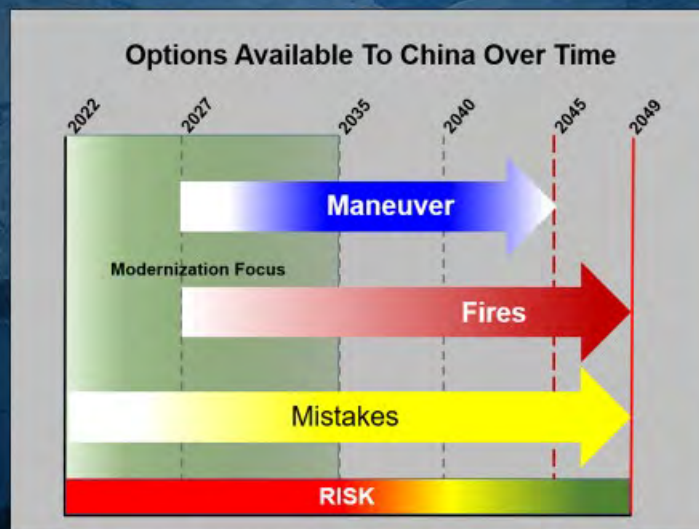 Options Available To China Over Time
2022
2027
2035
2040
2045
2049
Maneuver
Modernization Focus
Fires
Mistakes
RISK